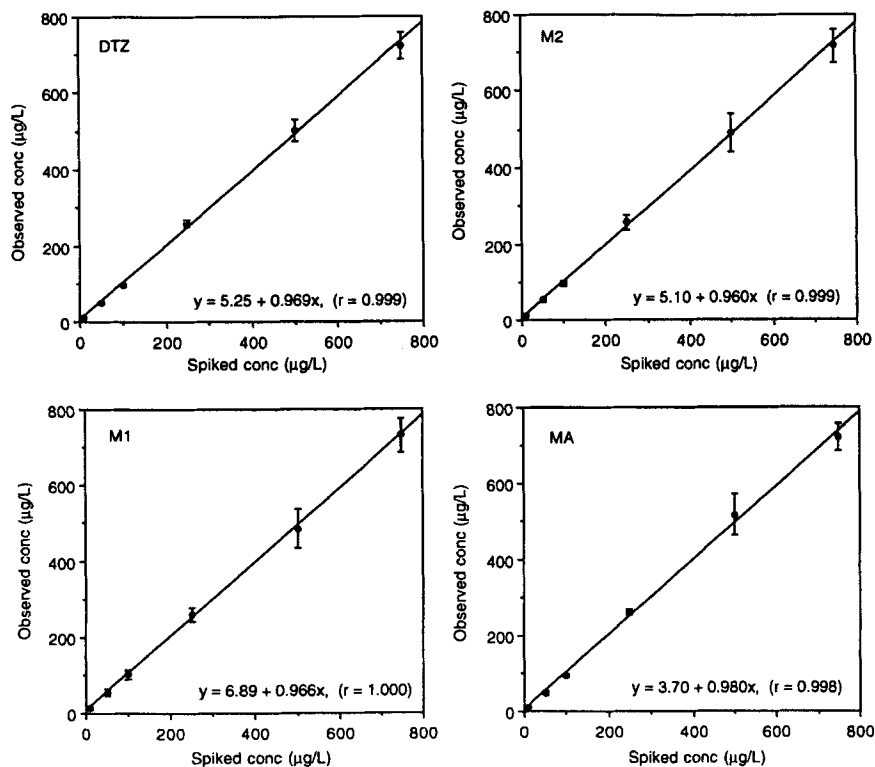 800
600
400
200
0
Observed conc (μg/L)
DTZ
y = 5.25 + 0.969x, (r = 0.999)
0 200 400 600 800
Spiked conc (μg/L)
800
600
400
200
0
Observed conc (μg/L)
M2
y = 5.10 + 0.960x, (r = 0.999)
0 200 400 600 800
Spiked conc (μg/L)
800
600
400
200
0
Observed conc (μg/L)
M1
y = 6.89 + 0.966x, (r = 1.000)
0 200 400 600 800
Spiked conc (μg/L)
800
600
400
200
0
Observed conc (μg/L)
MA
y = 3.70 + 0.980x, (r = 0.998)
0 200 400 600 800
Spiked conc (μg/L)